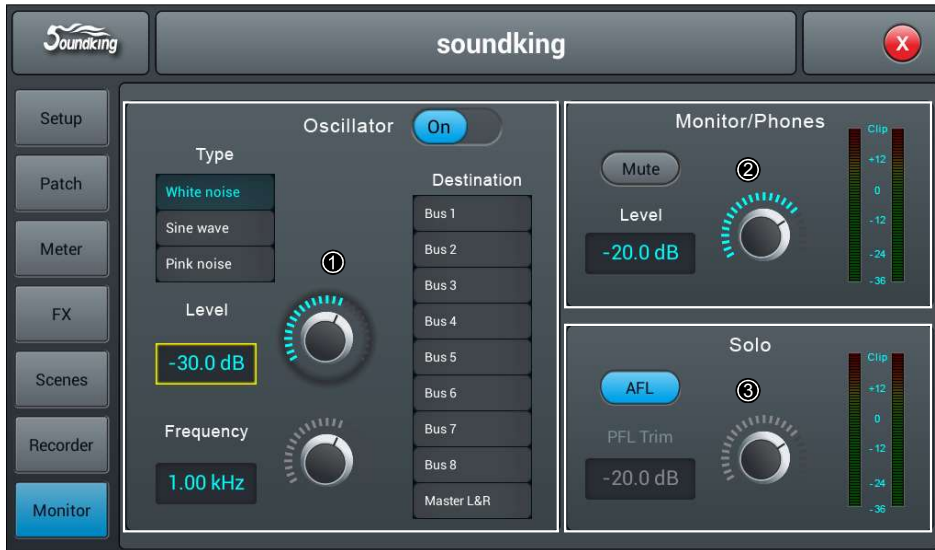 Soundking
soundking
X
Setup
Patch
Meter
FX
Scenes
Recorder
Monitor
Oscillator
On
Type
White noise
Sine wave
Pink noise
①
Level
-30.0 dB
Frequency
1.00 kHz
Destination
Bus 1
Bus 2
Bus 3
Bus 4
Bus 5
Bus 6
Bus 7
Bus 8
Master L&R
Monitor/Phones
Mute
②
Level
-20.0 dB
Clip
+12
0
-12
-24
-36
Solo
AFL
③
PFL Trim
-20.0 dB
Clip
+12
0
-12
-24
-36